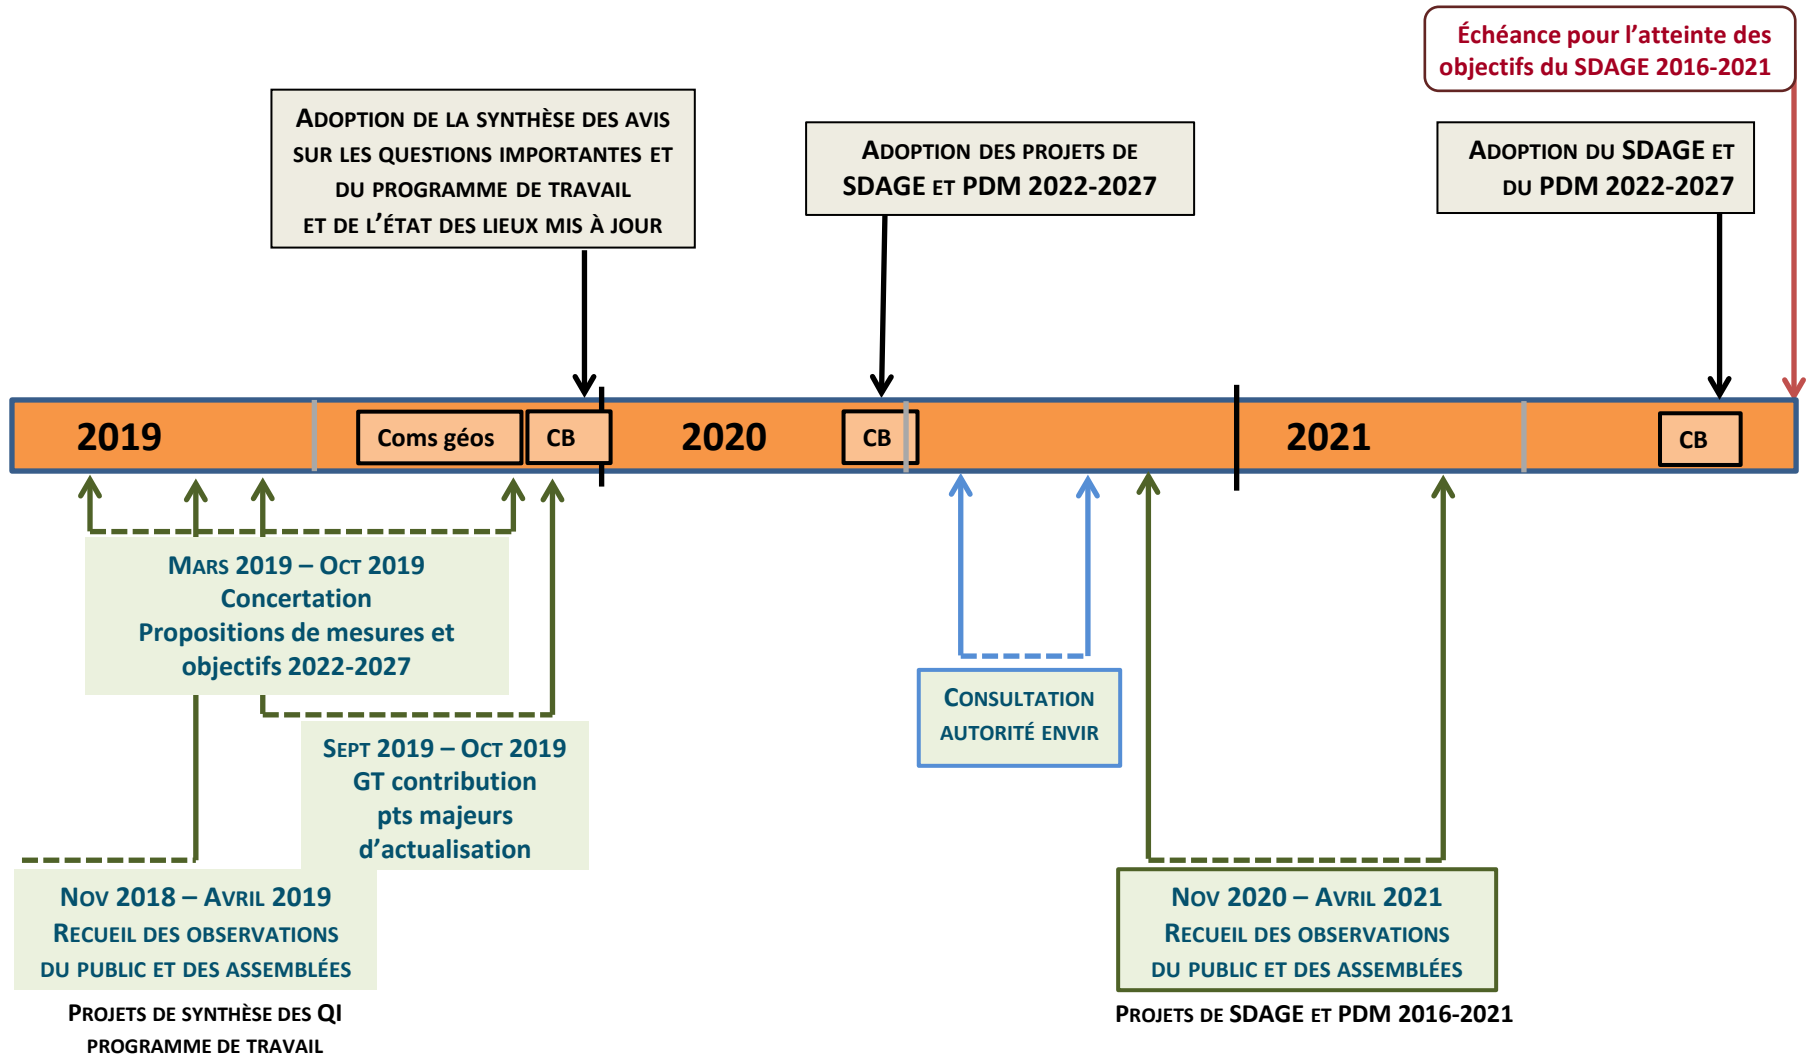 Échéance pour l’atteinte des
objectifs du SDAGE 2016-2021
ADOPTION DE LA SYNTHÈSE DES AVIS
SUR LES QUESTIONS IMPORTANTES ET
DU PROGRAMME DE TRAVAIL
ET DE L’ÉTAT DES LIEUX MIS À JOUR
ADOPTION DES PROJETS DE
SDAGE ET PDM 2022-2027
ADOPTION DU SDAGE ET
DU PDM 2022-2027
2019
Coms géos
CB
2020
CB
2021
CB
MARS 2019 – OCT 2019
Concertation
Propositions de mesures et
objectifs 2022-2027
SEPT 2019 – OCT 2019
GT contribution
pts majeurs
d’actualisation
NOV 2018 – AVRIL 2019
RECUEIL DES OBSERVATIONS
DU PUBLIC ET DES ASSEMBLÉES
PROJETS DE SYNTHÈSE DES QI
PROGRAMME DE TRAVAIL
CONSULTATION
AUTORITÉ ENVIR
NOV 2020 – AVRIL 2021
RECUEIL DES OBSERVATIONS
DU PUBLIC ET DES ASSEMBLÉES
PROJETS DE SDAGE ET PDM 2016-2021